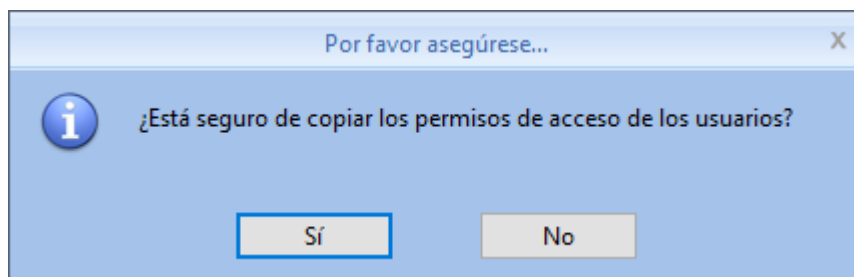 Por favor asegúrese...
X
¿Está seguro de copiar los permisos de acceso de los usuarios?
Sí
No